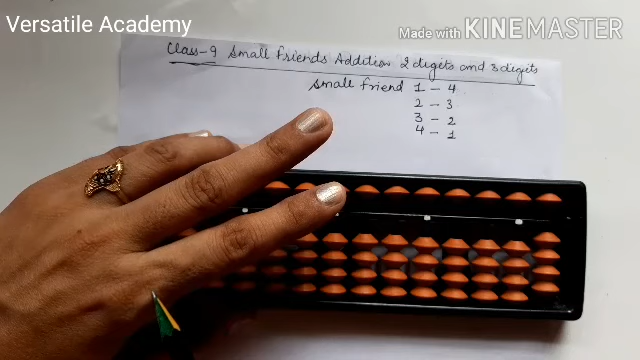 Versatile Academy
Made with KINEMASTER
Class-9 Small Friends Addition 2 digits and 3 digits
Small friend 1 - 4
2 - 3
3 - 2
4 - 1